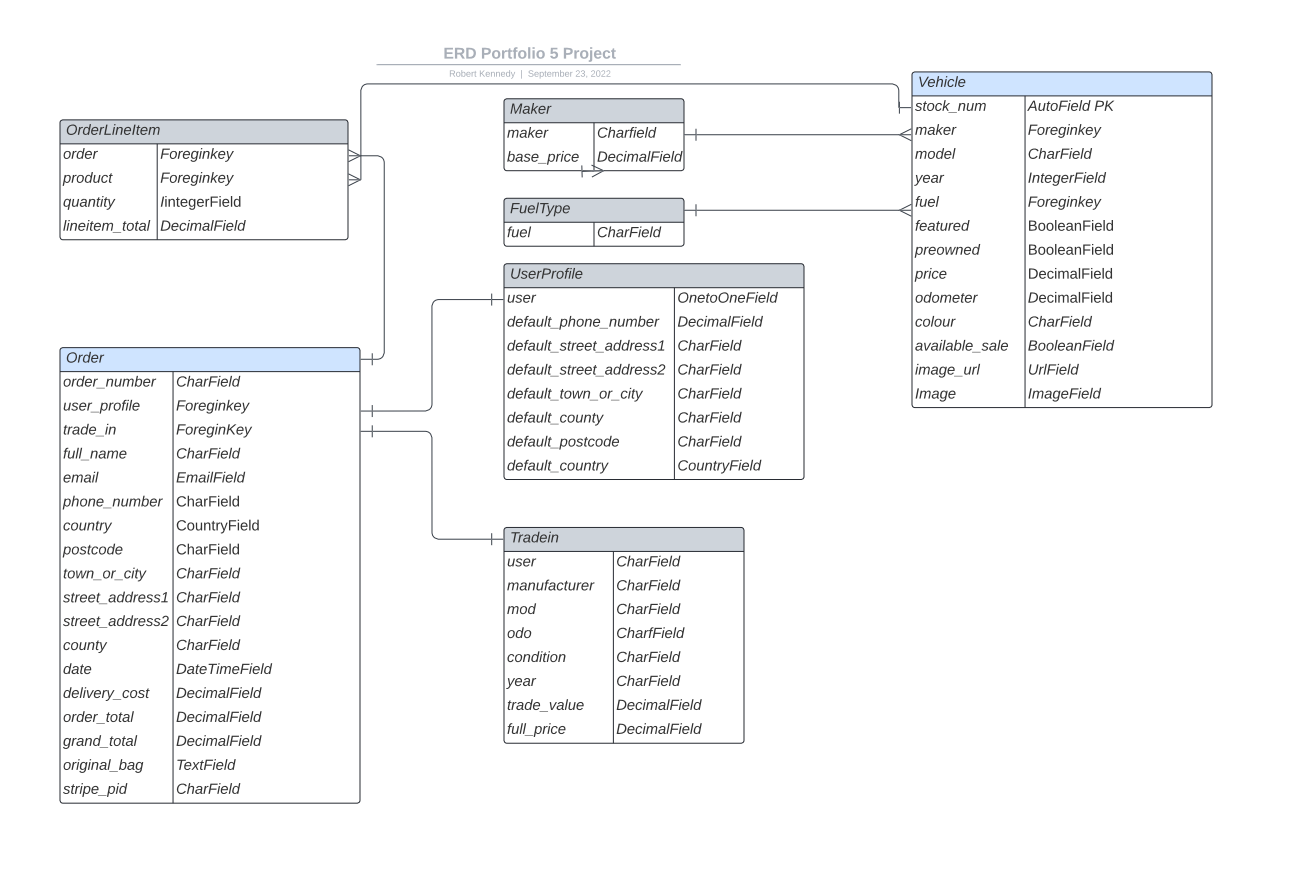 ERD Portfolio 5 Project
Robert Kennedy | September 23, 2022
OrderLineItem
order Foreginkey
product Foreginkey
quantity IintegerField
lineitem_total DecimalField
Maker
maker Charfield
base_price DecimalField
FuelType
fuel CharField
Vehicle
stock_num AutoField PK
maker Foreginkey
model CharField
year IntegerField
fuel Foreginkey
featured BooleanField
preowned BooleanField
price DecimalField
odometer DecimalField
colour CharField
available_sale BooleanField
image_url UrlField
Image ImageField
UserProfile
user OnetoOneField
default_phone_number DecimalField
default_street_address1 CharField
default_street_address2 CharField
default_town_or_city CharField
default_county CharField
default_postcode CharField
default_country CountryField
Order
order_number CharField
user_profile Foreginkey
trade_in ForeginKey
full_name CharField
email EmailField
phone_number CharField
country CountryField
postcode CharField
town_or_city CharField
street_address1 CharField
street_address2 CharField
county CharField
date DateTimeField
delivery_cost DecimalField
order_total DecimalField
grand_total DecimalField
original_bag TextField
stripe_pid CharField
Tradein
user CharField
manufacturer CharField
mod CharField
odo CharfField
condition CharField
year CharField
trade_value DecimalField
full_price DecimalField